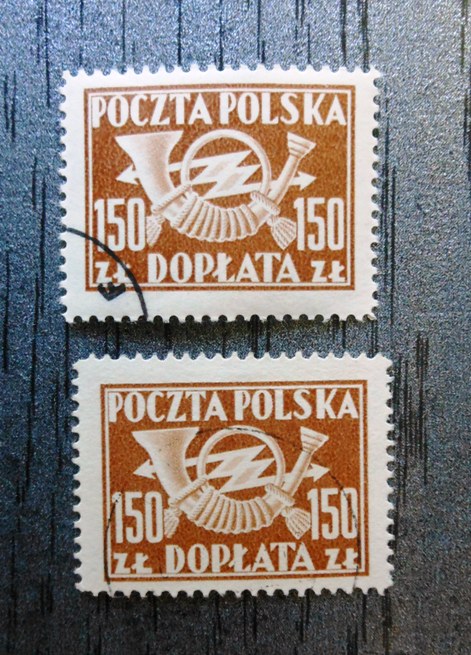 POCZTA POLSKA
150 150
ZŁ DOPŁATA ZŁ
E
POCZTA POLSKA
150 150
ZŁ DOPŁATA ZŁ